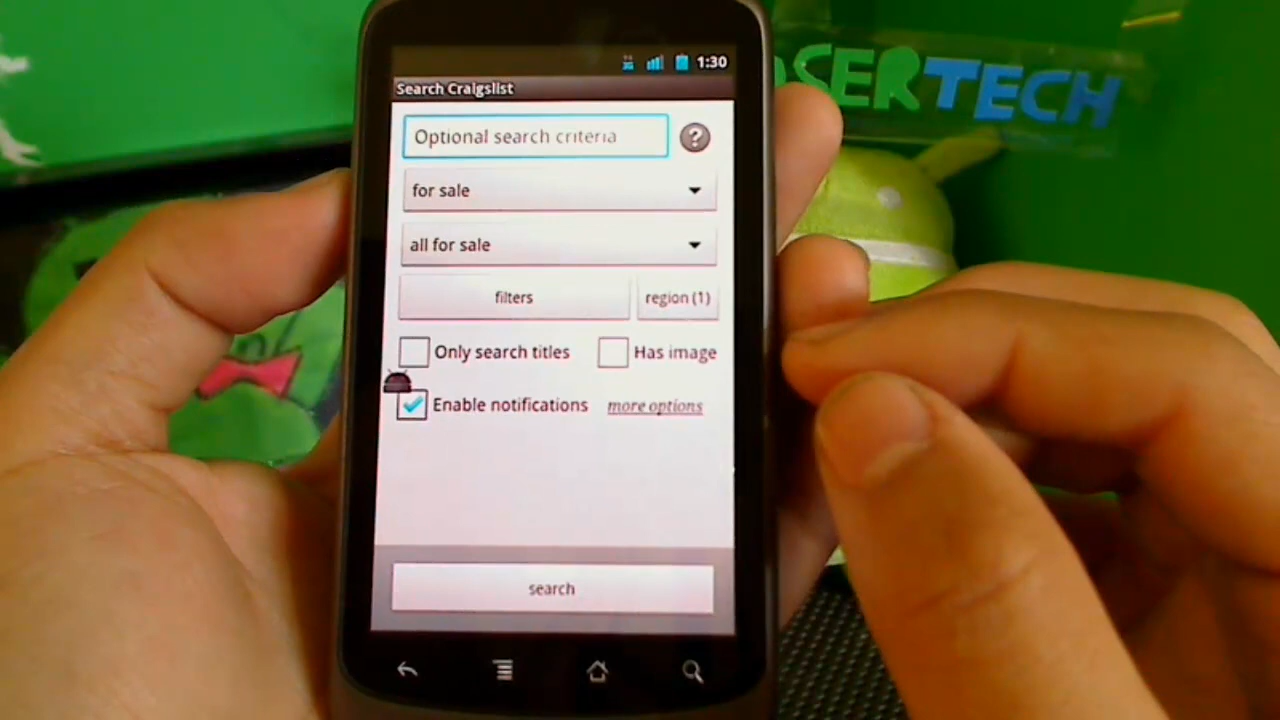 1:30
Search Craigslist
Optional search criteria
?
for sale
all for sale
filters
region (1)
Only search titles
Has image
Enable notifications
more options
search
TECH